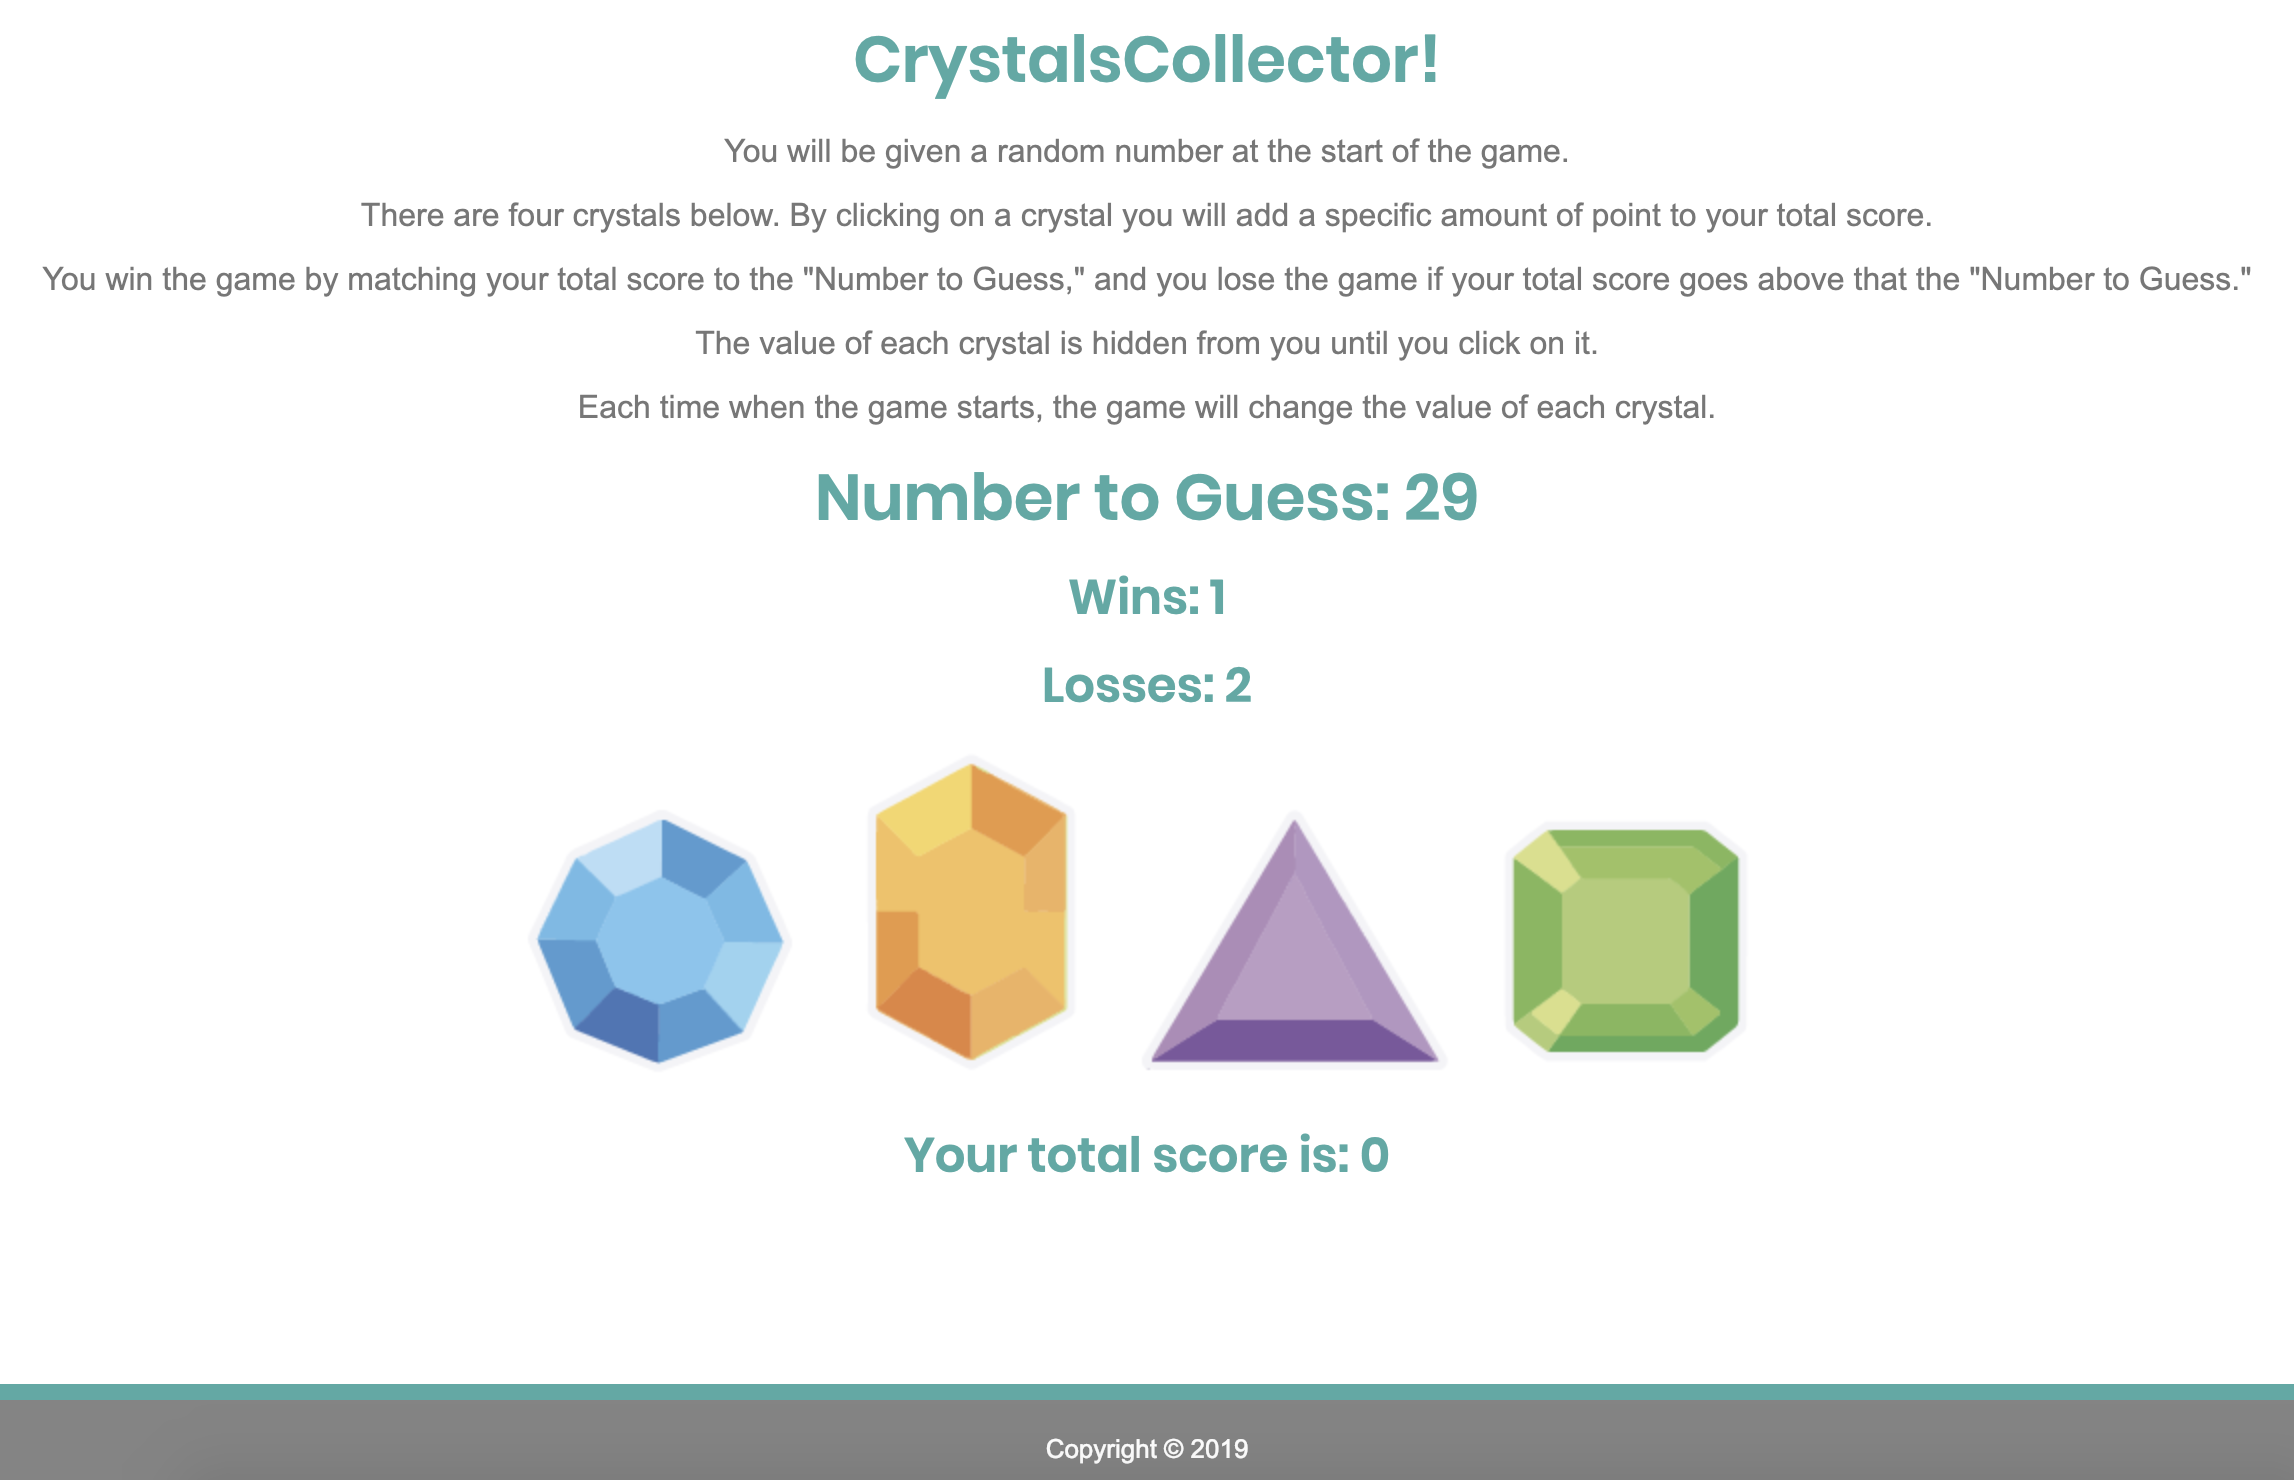 CrystalsCollector!
You will be given a random number at the start of the game.
There are four crystals below. By clicking on a crystal you will add a specific amount of point to your total score.
You win the game by matching your total score to the "Number to Guess," and you lose the game if your total score goes above that the "Number to Guess."
The value of each crystal is hidden from you until you click on it.
Each time when the game starts, the game will change the value of each crystal.
Number to Guess: 29
Wins: 1
Losses: 2
Your total score is: 0
Copyright © 2019